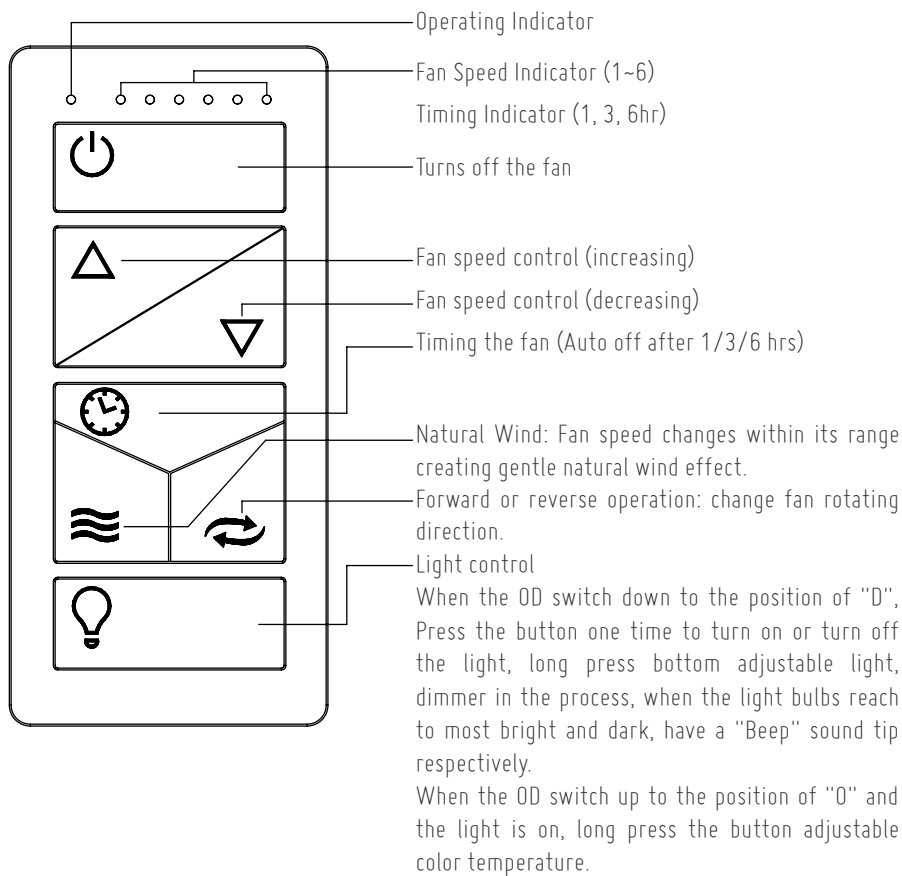 Operating Indicator
Fan Speed Indicator (1~6)
Timing Indicator (1, 3, 6hr)
Turns off the fan
Fan speed control (increasing)
Fan speed control (decreasing)
Timing the fan (Auto off after 1/3/6 hrs)
Natural Wind: Fan speed changes within its range
creating gentle natural wind effect.
Forward or reverse operation: change fan rotating
direction.
Light control
When the OD switch down to the position of "D",
Press the button one time to turn on or turn off
the light, long press bottom adjustable light,
dimmer in the process, when the light bulbs reach
to most bright and dark, have a "Beep" sound tip
respectively.
When the OD switch up to the position of "O" and
the light is on, long press the button adjustable
color temperature.